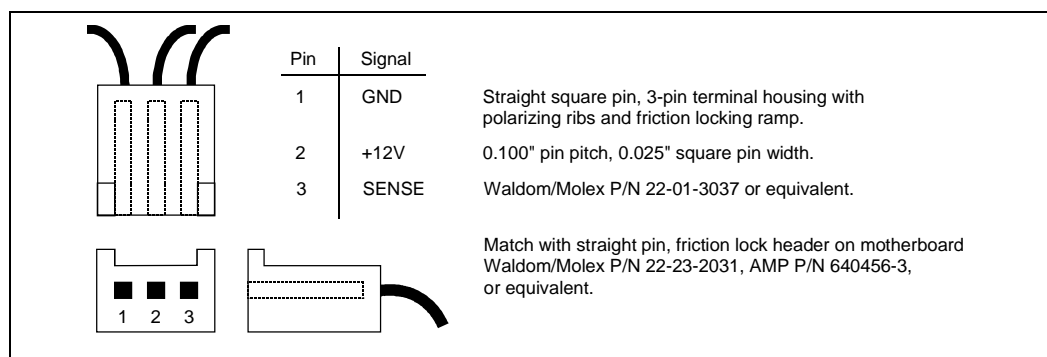 Pin Signal
1 GND Straight square pin, 3-pin terminal housing with
polarizing ribs and friction locking ramp.
2 +12V 0.100" pin pitch, 0.025" square pin width.
3 SENSE Waldom/Molex P/N 22-01-3037 or equivalent.
Match with straight pin, friction lock header on motherboard
Waldom/Molex P/N 22-23-2031, AMP P/N 640456-3,
or equivalent.
1 2 3